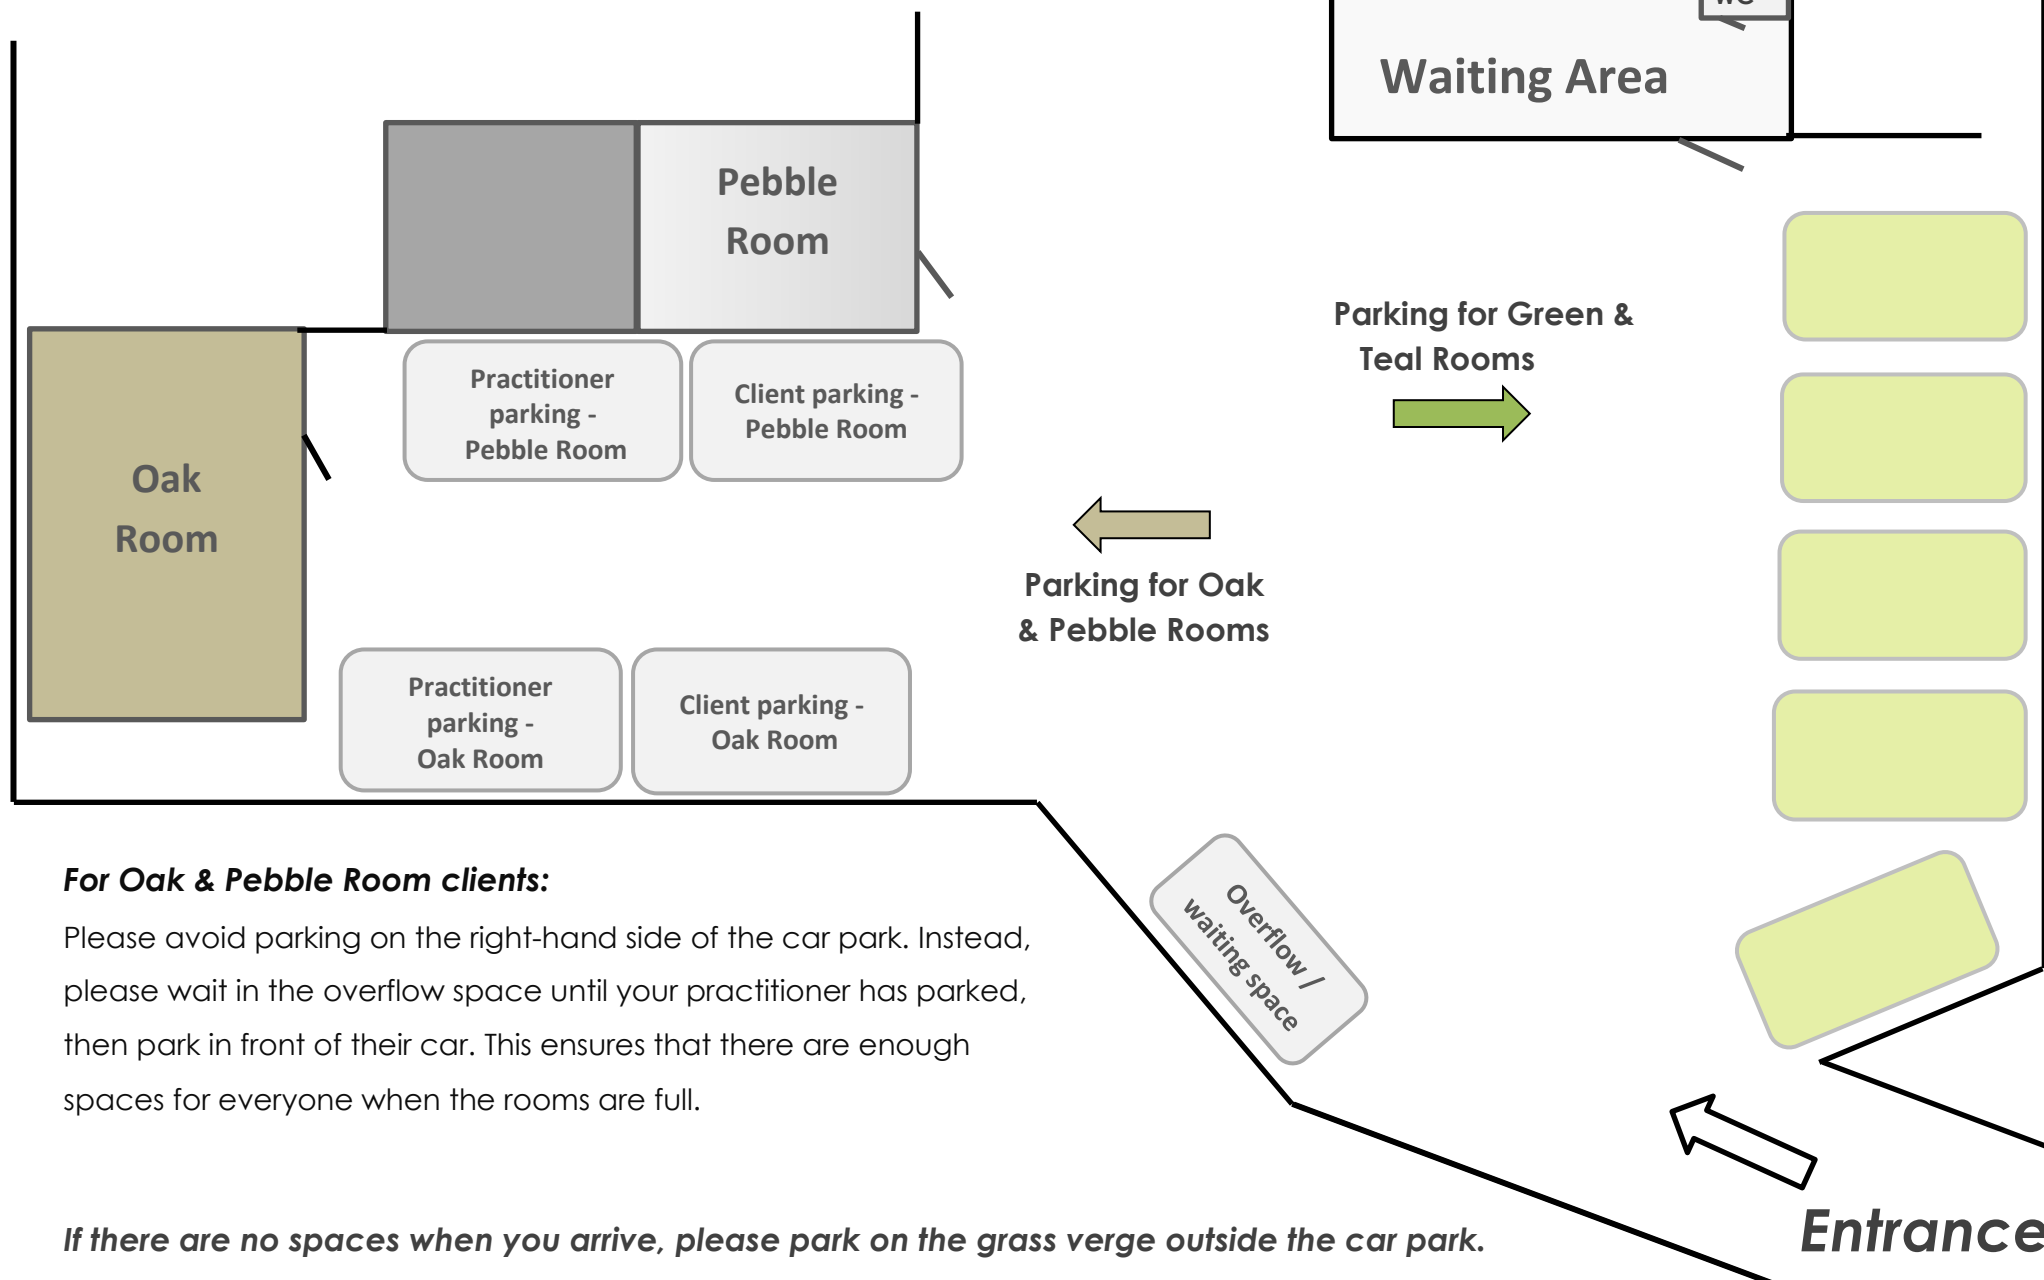 WC
Waiting Area
Pebble
Room
Parking for Green &
Teal Rooms
Practitioner
parking -
Pebble Room
Client parking -
Pebble Room
Oak
Room
Parking for Oak
& Pebble Rooms
Practitioner
parking -
Oak Room
Client parking -
Oak Room
Overflow /
waiting space
For Oak & Pebble Room clients:
Please avoid parking on the right-hand side of the car park. Instead,
please wait in the overflow space until your practitioner has parked,
then park in front of their car. This ensures that there are enough
spaces for everyone when the rooms are full.
Entrance
If there are no spaces when you arrive, please park on the grass verge outside the car park.